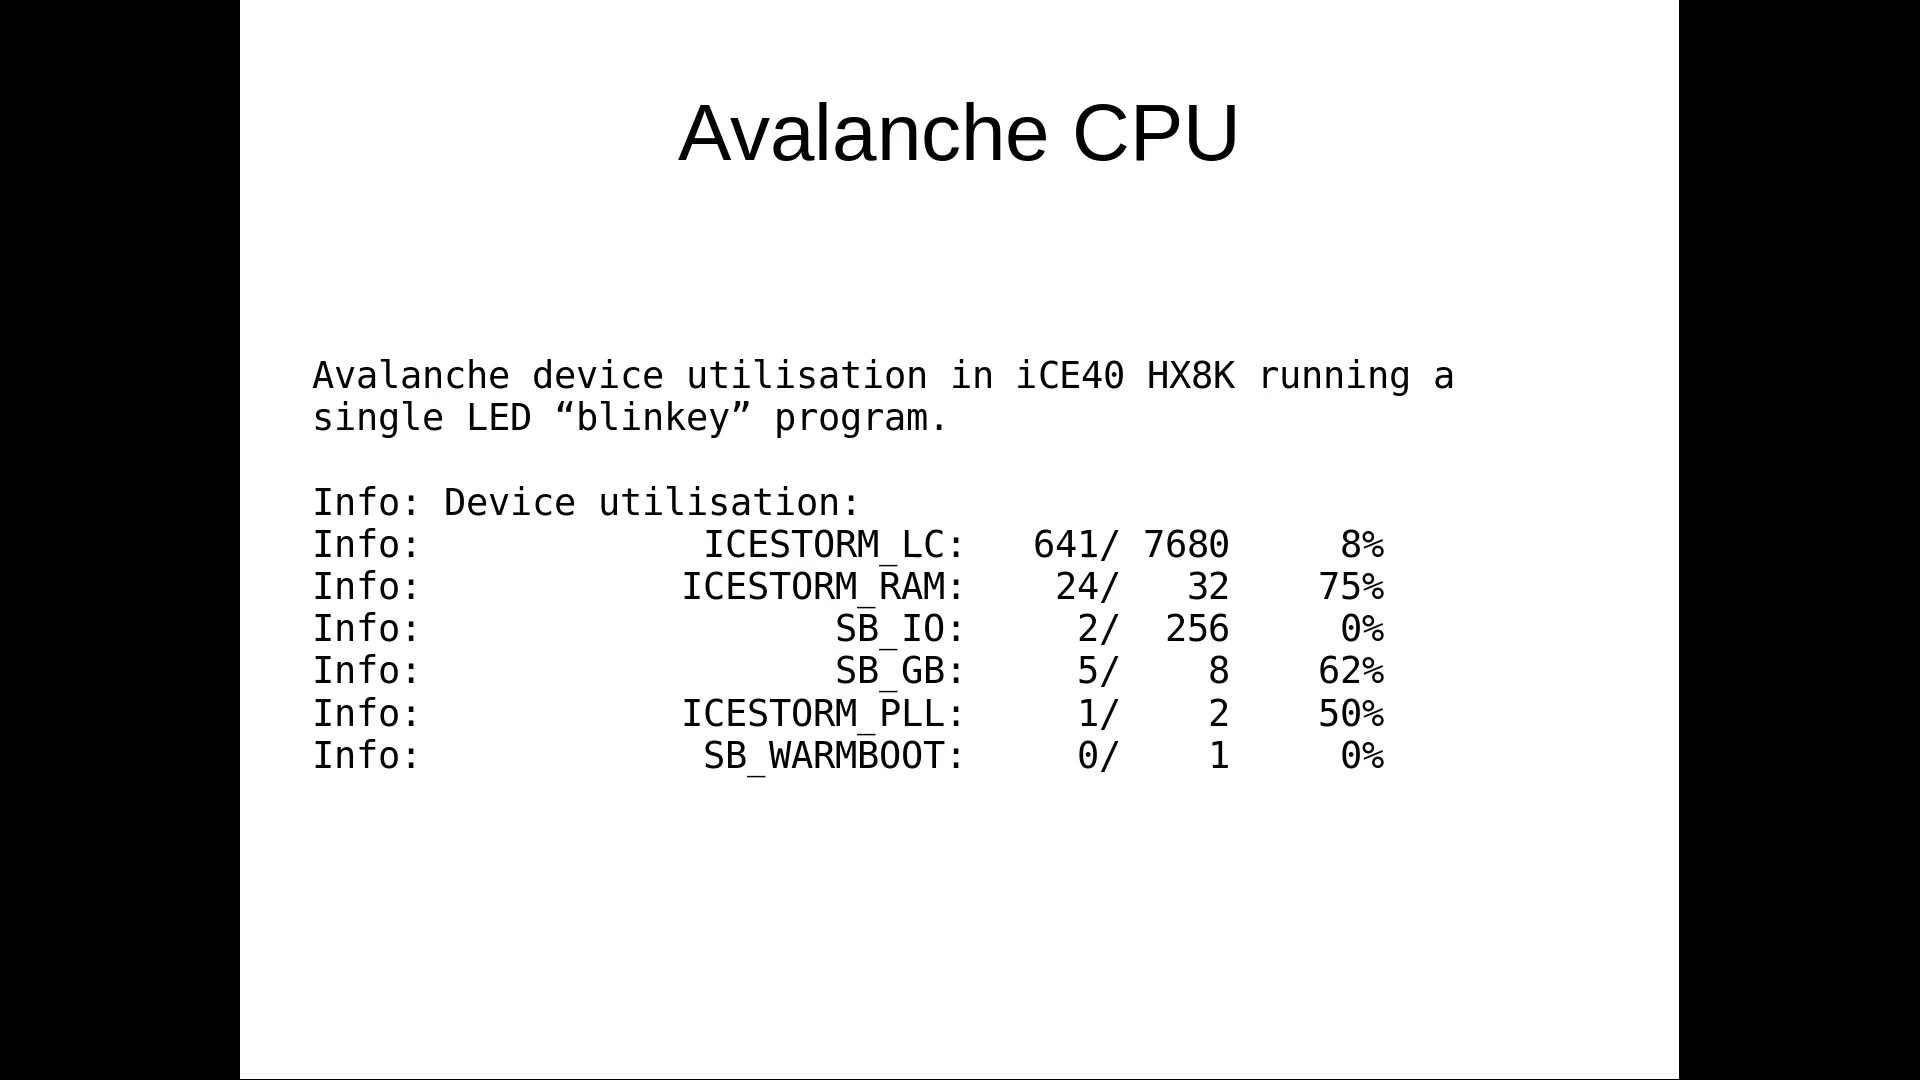 Avalanche CPU
Avalanche device utilisation in iCE40 HX8K running a
single LED “blinkey” program.
Info: Device utilisation:
Info: ICESTORM_LC: 641/ 7680 8%
Info: ICESTORM_RAM: 24/ 32 75%
Info: SB_IO: 2/ 256 0%
Info: SB_GB: 5/ 8 62%
Info: ICESTORM_PLL: 1/ 2 50%
Info: SB_WARMBOOT: 0/ 1 0%